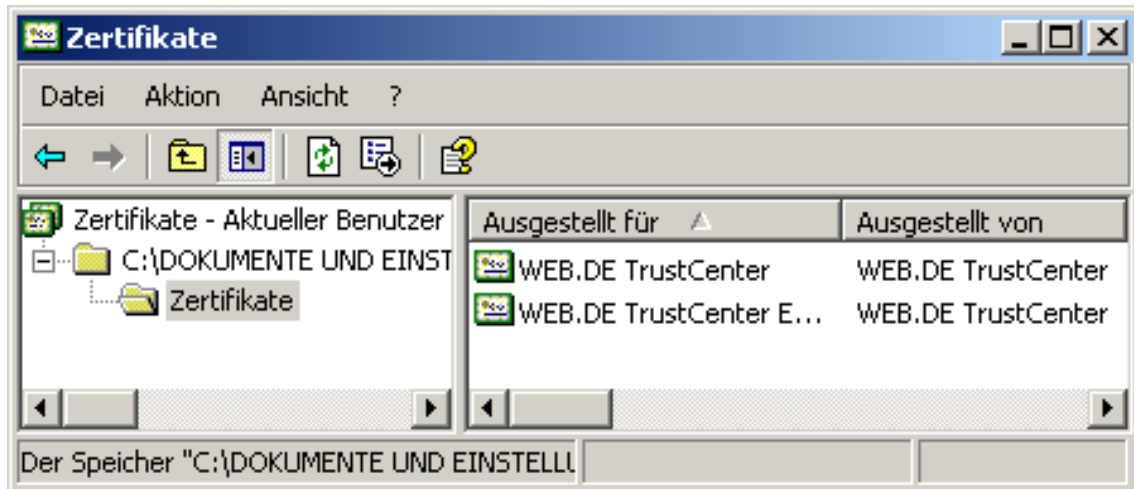 Zertifikate
Datei Aktion Ansicht ?
Zertifikate - Aktueller Benutzer
C:\DOKUMENTE UND EINST
Zertifikate
Ausgestellt für Ausgestellt von
WEB.DE TrustCenter WEB.DE TrustCenter
WEB.DE TrustCenter E... WEB.DE TrustCenter
Der Speicher "C:\DOKUMENTE UND EINSTELLU